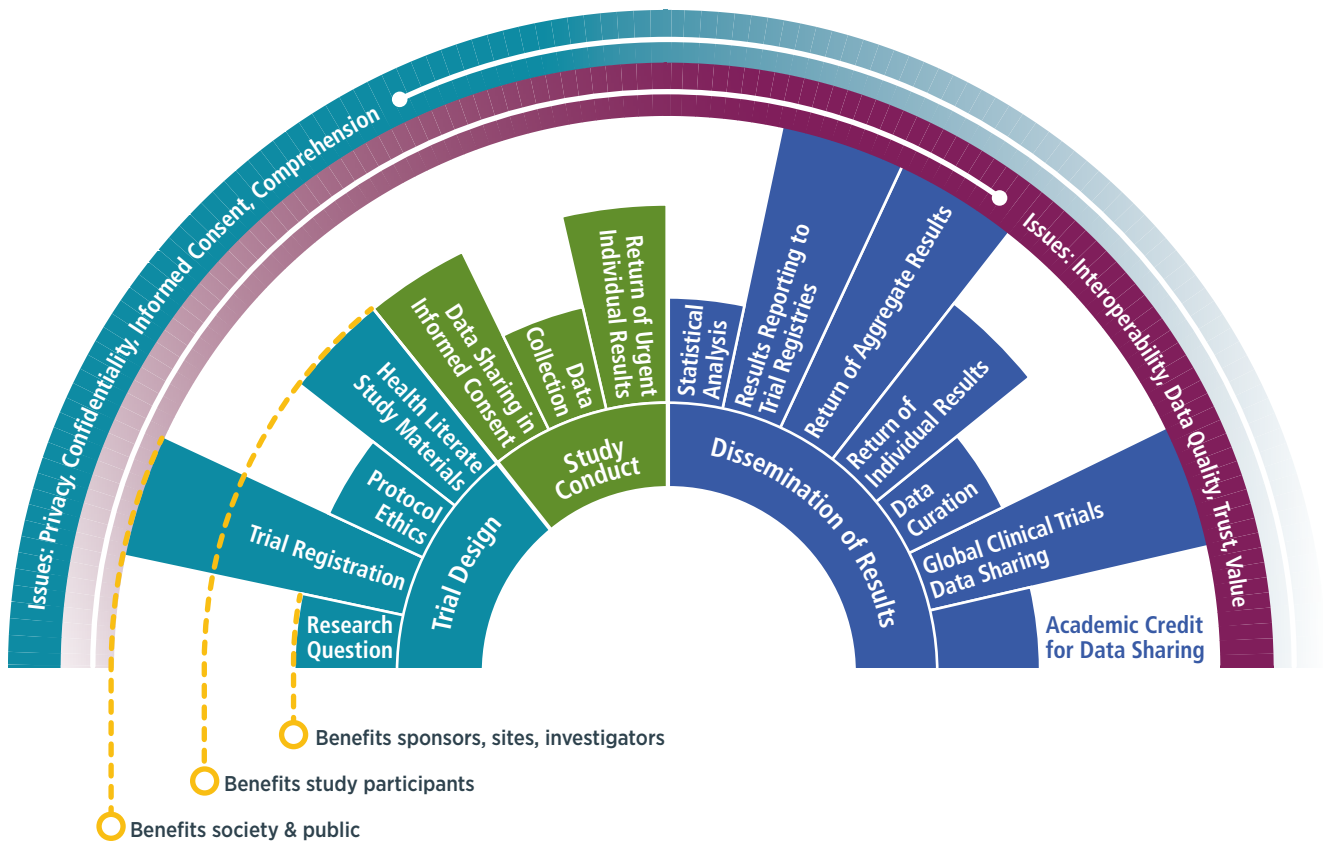 Issues: Privacy, Confidentiality, Informed Consent, Comprehension
Issues: Interoperability, Data Quality, Trust, Value
Trial Design
Research
Question
Trial Registration
Protocol
Ethics
Health Literate
Study Materials
Study
Conduct
Data Sharing in
Informed Consent
Data
Collection
Return of Urgent
Individual Results
Dissemination of Results
Statistical
Analysis
Results Reporting to
Trial Registries
Return of Aggregate Results
Return of
Individual Results
Data
Curation
Global Clinical Trials
Data Sharing
Academic Credit
for Data Sharing
Benefits sponsors, sites, investigators
Benefits study participants
Benefits society & public